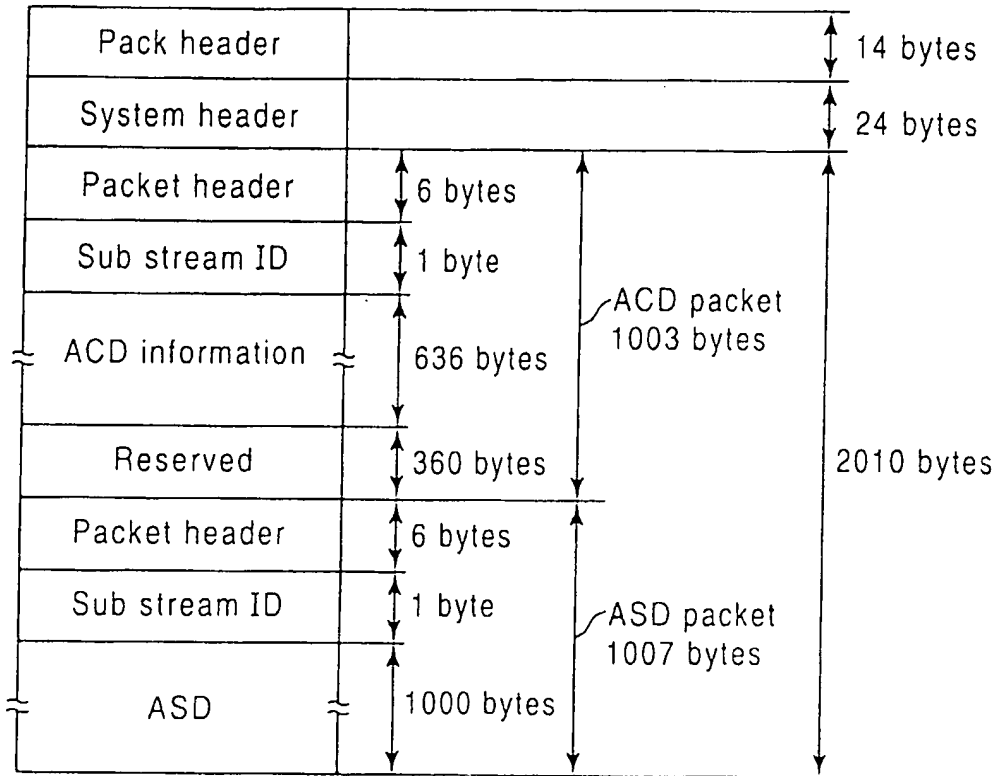 Pack header
14 bytes
System header
24 bytes
Packet header
6 bytes
Sub stream ID
1 byte
ACD information
636 bytes
ACD packet
1003 bytes
Reserved
360 bytes
2010 bytes
Packet header
6 bytes
Sub stream ID
1 byte
ASD packet
1007 bytes
ASD
1000 bytes